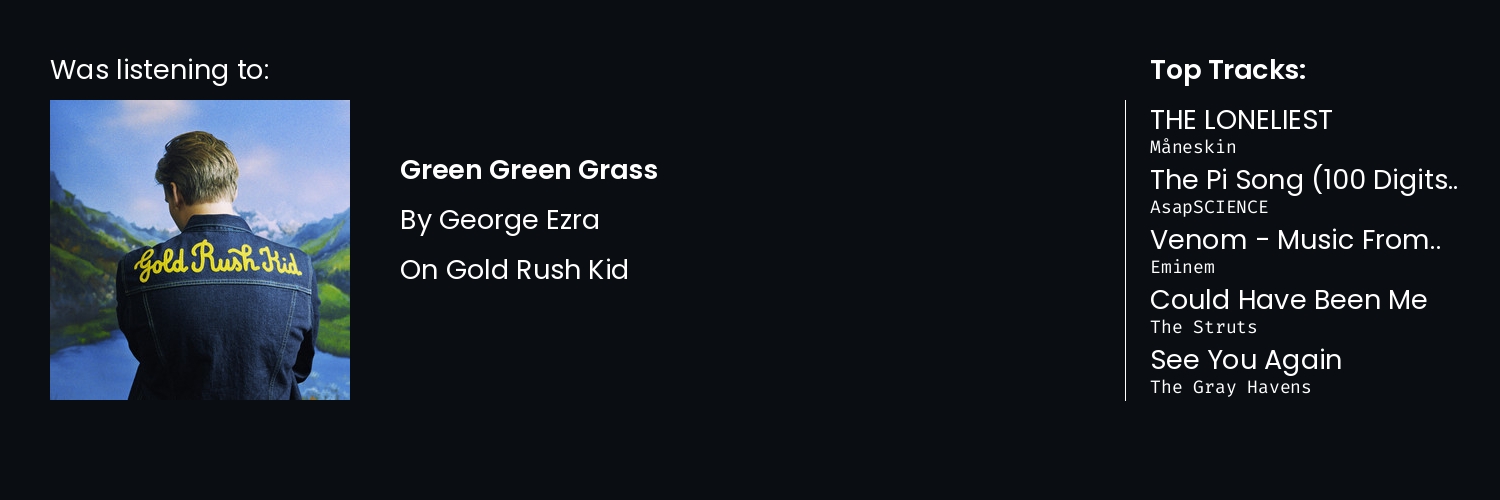 Was listening to:
Gold Rush Kid
Green Green Grass
By George Ezra
On Gold Rush Kid
Top Tracks:
THE LONELIEST
Måneskin
The Pi Song (100 Digits..
AsapSCIENCE
Venom - Music From..
Eminem
Could Have Been Me
The Struts
See You Again
The Gray Havens